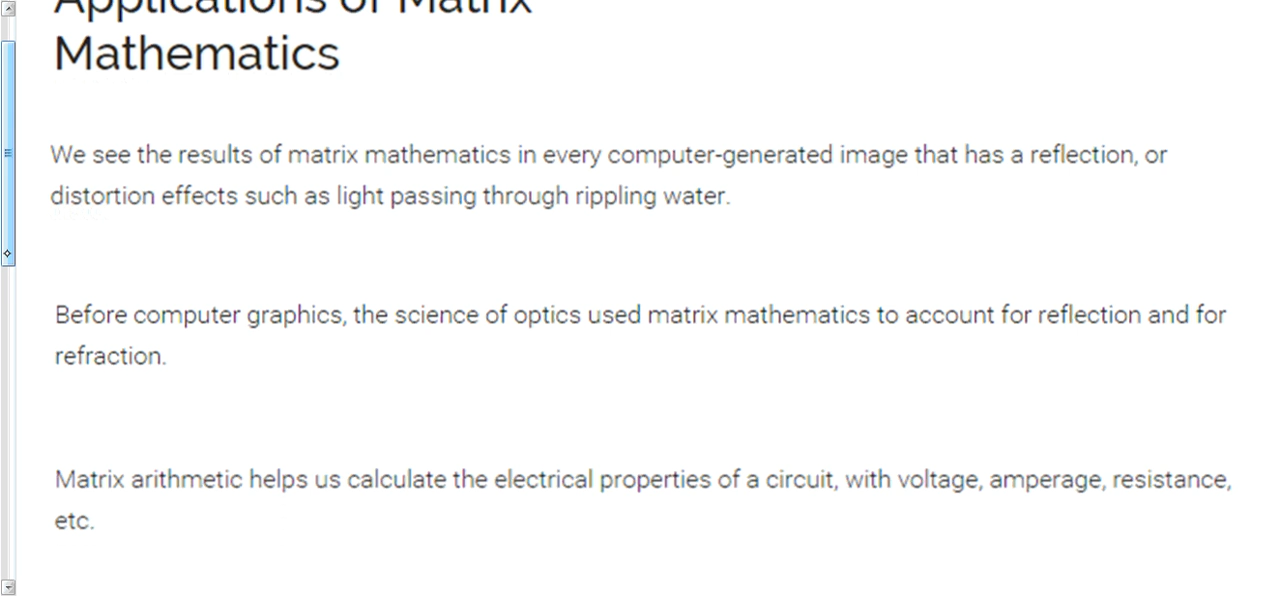 Applications of Matrix
Mathematics
We see the results of matrix mathematics in every computer-generated image that has a reflection, or
distortion effects such as light passing through rippling water.
Before computer graphics, the science of optics used matrix mathematics to account for reflection and for
refraction.
Matrix arithmetic helps us calculate the electrical properties of a circuit, with voltage, amperage, resistance,
etc.